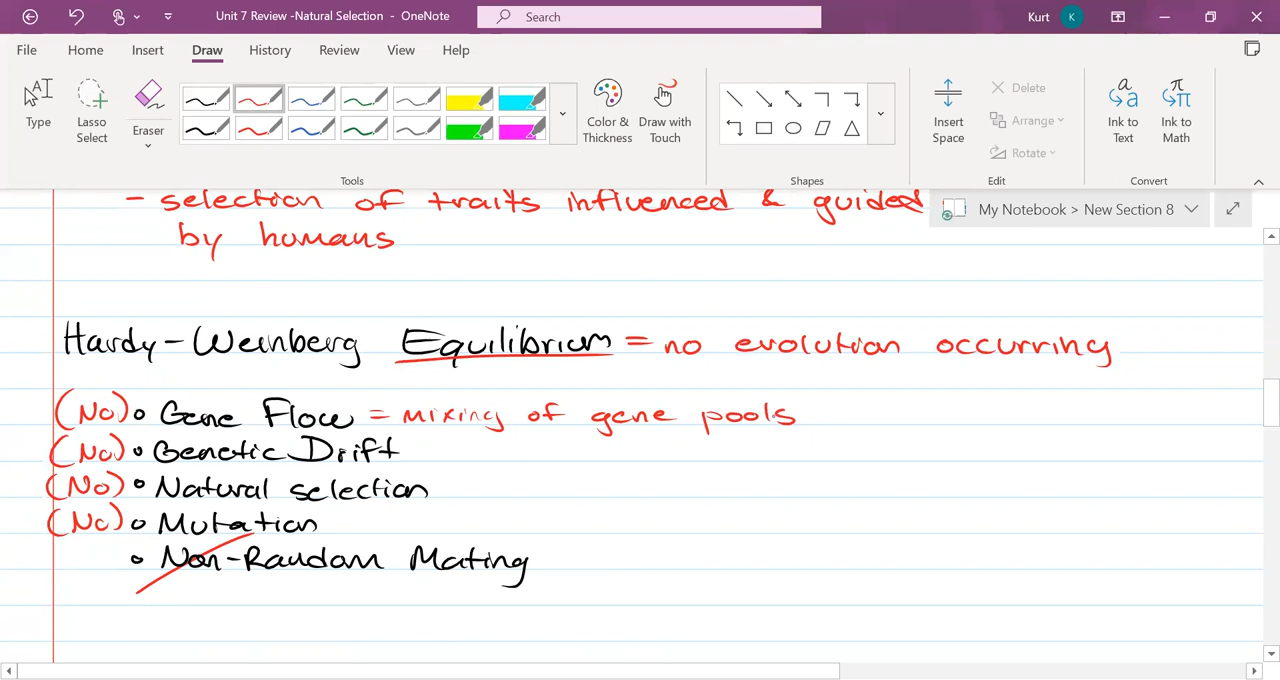 Unit 7 Review -Natural Selection - OneNote
Search
Kurt K
File Home Insert Draw History Review View Help
Type
Lasso Select
Eraser
Color & Thickness
Draw with Touch
Insert Space
Delete
Arrange
Rotate
Ink to Text
Ink to Math
Tools
Shapes
Edit
Convert
My Notebook > New Section 8
- selection of traits influenced & guided
by humans
Hardy-Weinberg Equilibrium = no evolution occurring
(No) • Gene Flow = mixing of gene pools
(No) • Genetic Drift
(No) • Natural selection
(No) • Mutation
• Non-Random Mating